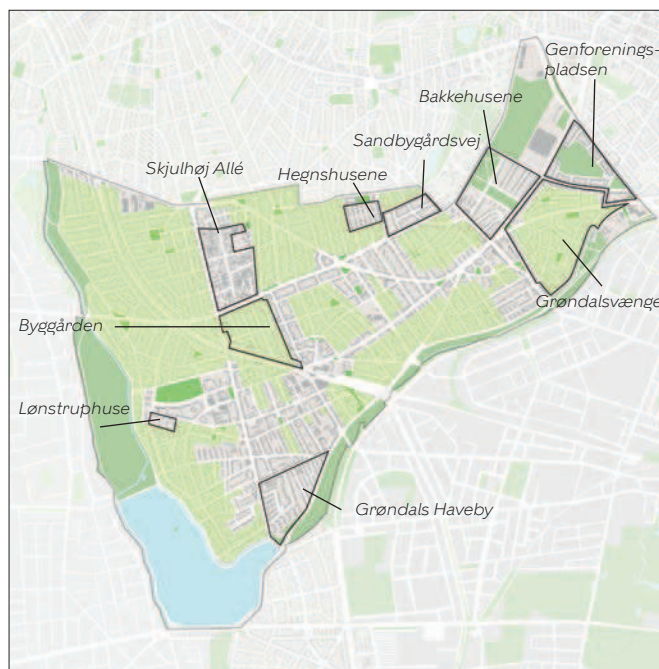 Genforenings-
pladsen
Bakkehusene
Sandbygårdsvej
Skjulhøj Allé
Hegnshusene
Grøndalsvænge
Byggården
Lønstruphuse
Grøndals Haveby